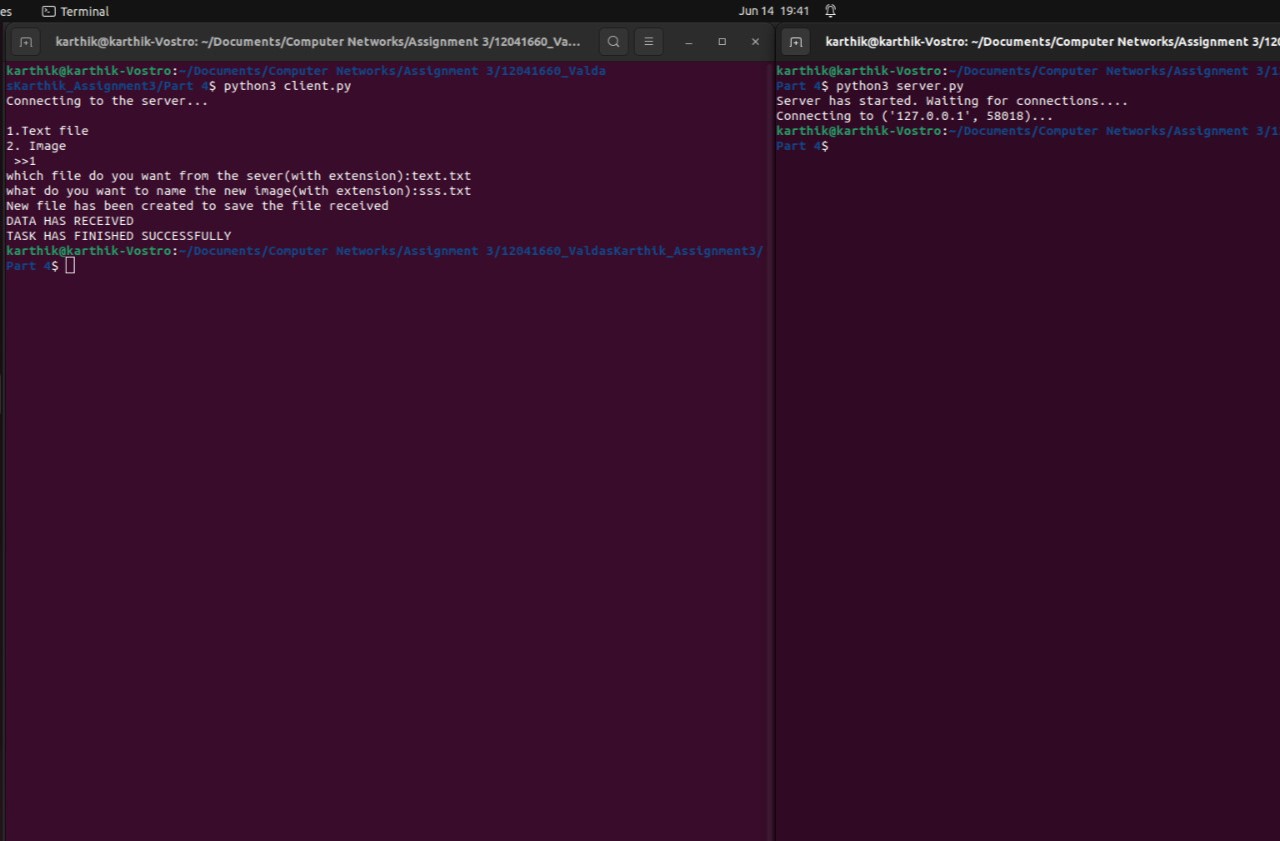 es Terminal Jun 14 19:41
karthik@karthik-Vostro: ~/Documents/Computer Networks/Assignment 3/12041660_Va...
karthik@karthik-Vostro:~/Documents/Computer Networks/Assignment 3/12041660_Valda
sKarthik_Assignment3/Part 4$ python3 client.py
Connecting to the server...
1.Text file
2. Image
>>1
which file do you want from the sever(with extension):text.txt
what do you want to name the new image(with extension):sss.txt
New file has been created to save the file received
DATA HAS RECEIVED
TASK HAS FINISHED SUCCESSFULLY
karthik@karthik-Vostro:~/Documents/Computer Networks/Assignment 3/12041660_ValdasKarthik_Assignment3/
Part 4$
karthik@karthik-Vostro: ~/Documents/Computer Networks/Assignment 3/120
karthik@karthik-Vostro:~/Documents/Computer Networks/Assignment 3/1
Part 4$ python3 server.py
Server has started. Waiting for connections....
Connecting to ('127.0.0.1', 58018)...
karthik@karthik-Vostro:~/Documents/Computer Networks/Assignment 3/1
Part 4$